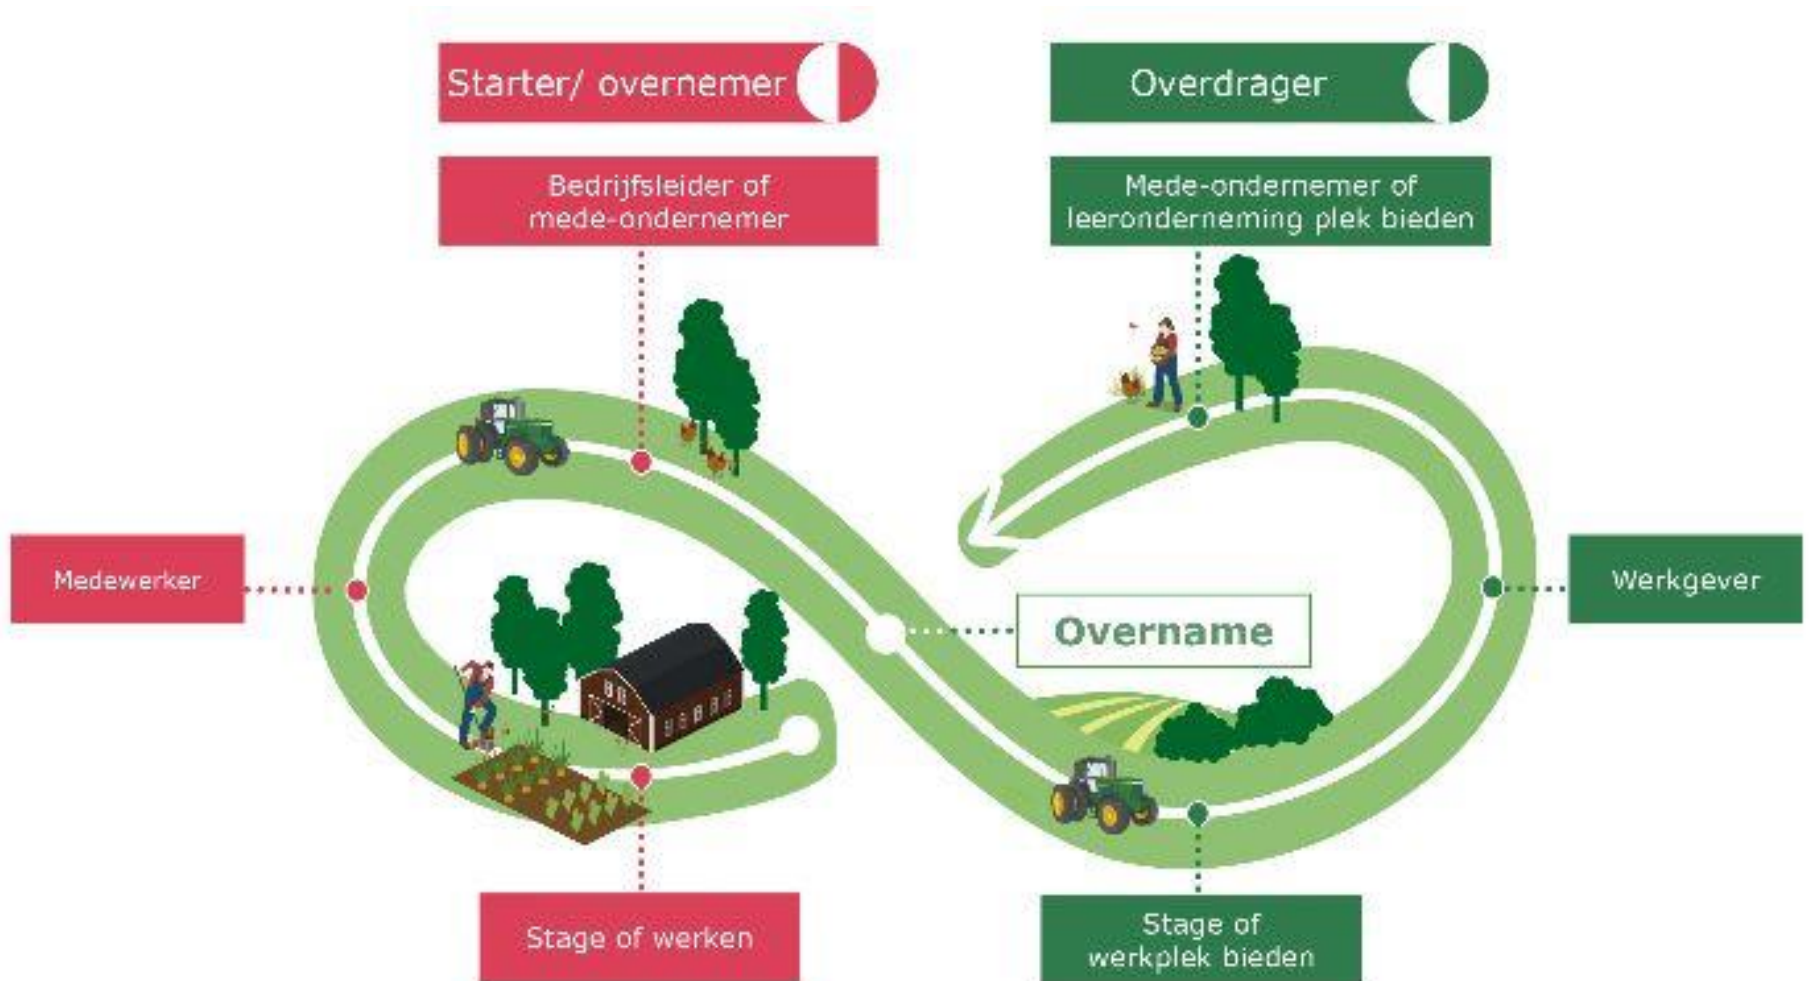 Starter/ overnemer
Overdrager
Bedrijfsleider of
mede-ondernemer
Mede-ondernemer of
leeronderneming plek bieden
Medewerker
Werkgever
Overname
Stage of werken
Stage of
werkplek bieden